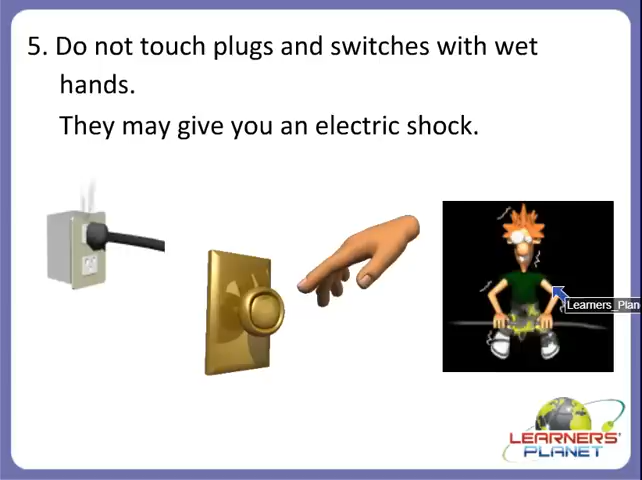 5. Do not touch plugs and switches with wet
hands.
They may give you an electric shock.
Learners_Plan
LEARNERS'
PLANET